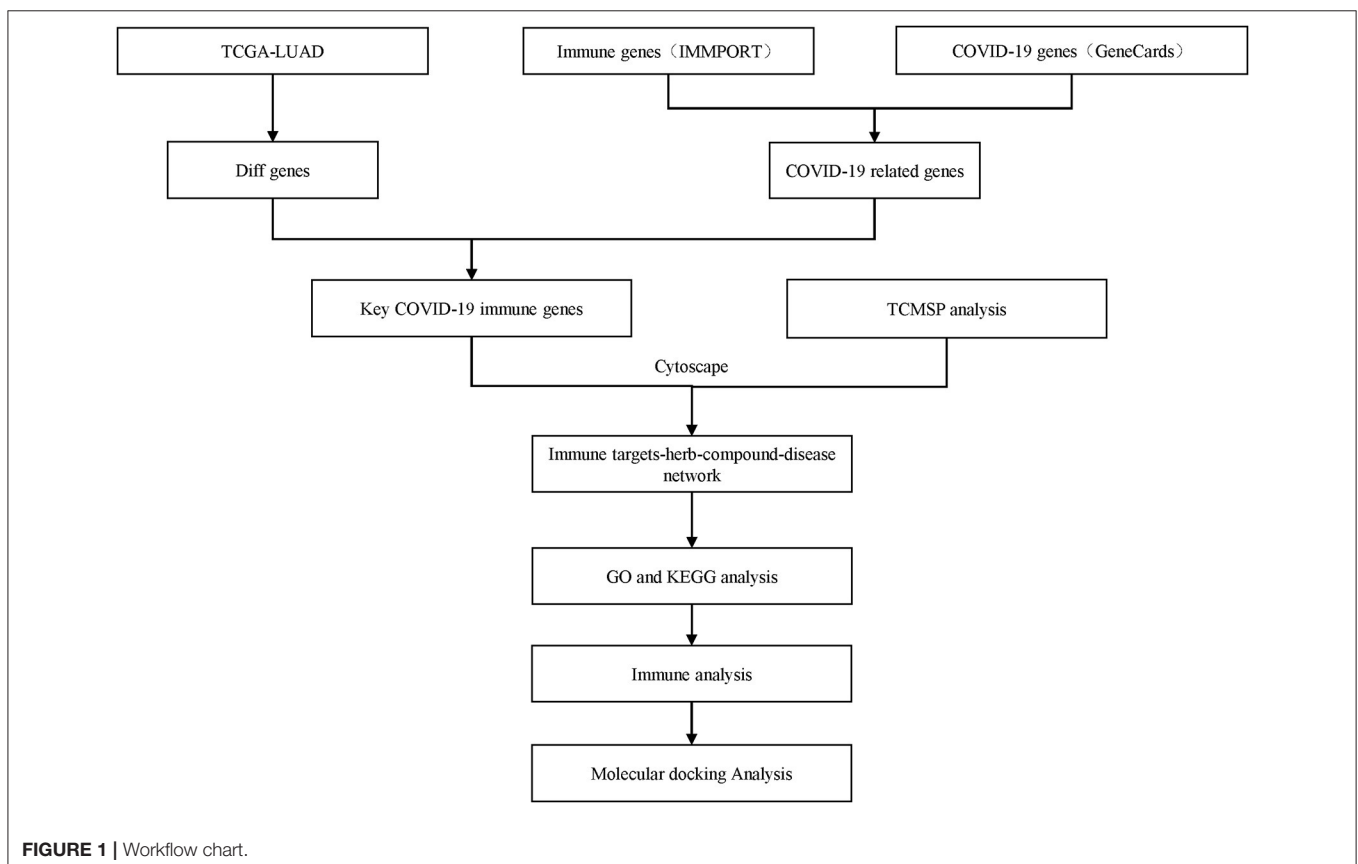 TCGA-LUAD
Immune genes（IMMPORT）
COVID-19 genes（GeneCards）
Diff genes
COVID-19 related genes
Key COVID-19 immune genes
TCMSP analysis
Cytoscape
Immune targets-herb-compound-disease
network
GO and KEGG analysis
Immune analysis
Molecular docking Analysis
FIGURE 1 | Workflow chart.